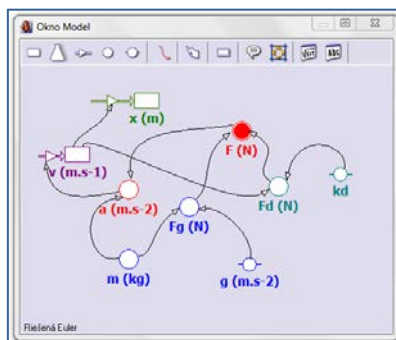 Okno Model
x (m)
F (N)
v (m.s-1)
a (m.s-2)
Fd (N)
kd
Fg (N)
m (kg)
g (m.s-2)
Riešená Euler